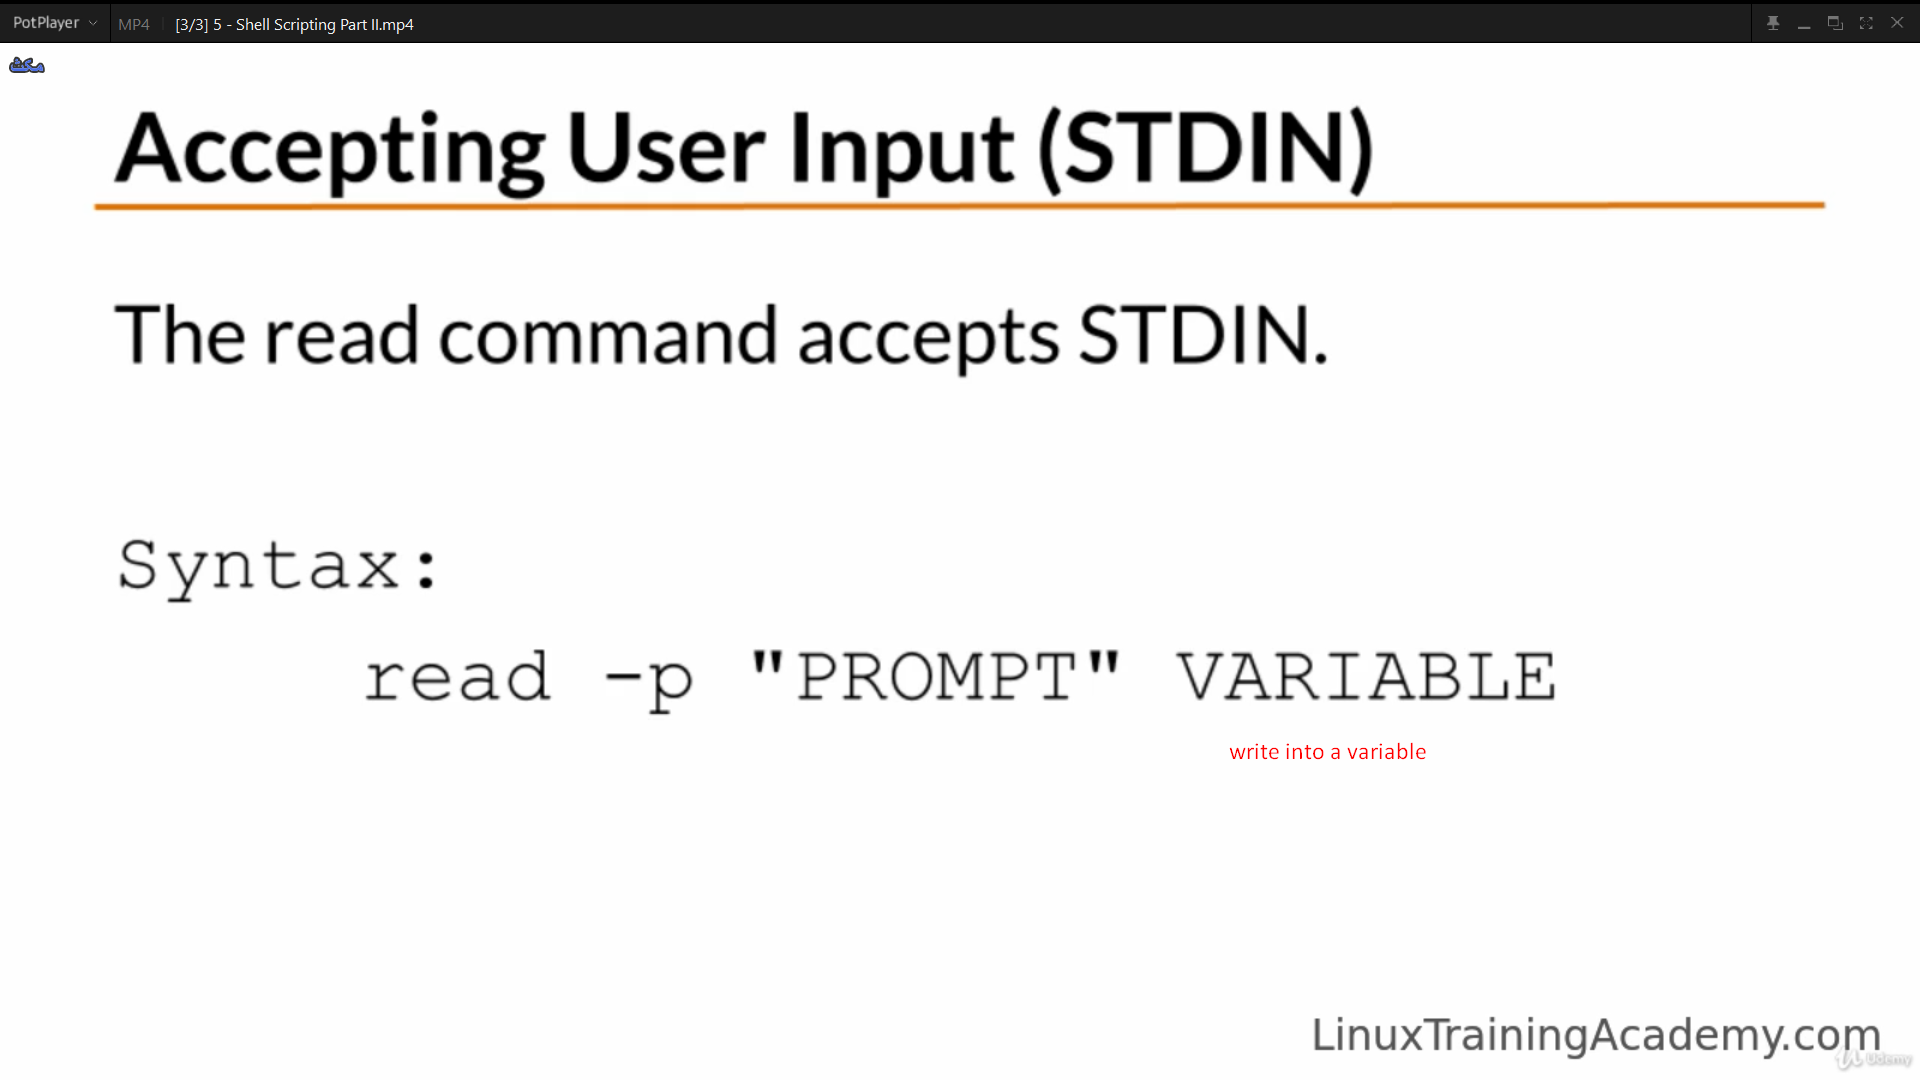 PotPlayer MP4 [3/3] 5 - Shell Scripting Part II.mp4
Accepting User Input (STDIN)
The read command accepts STDIN.
Syntax:
read -p "PROMPT" VARIABLE
write into a variable
LinuxTrainingAcademy.com
Udemy